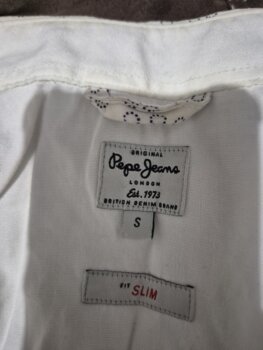 ORIGINAL
Pepe Jeans
LONDON
Est. 1973
BRITISH DENIM BRAND
S
FIT SLIM